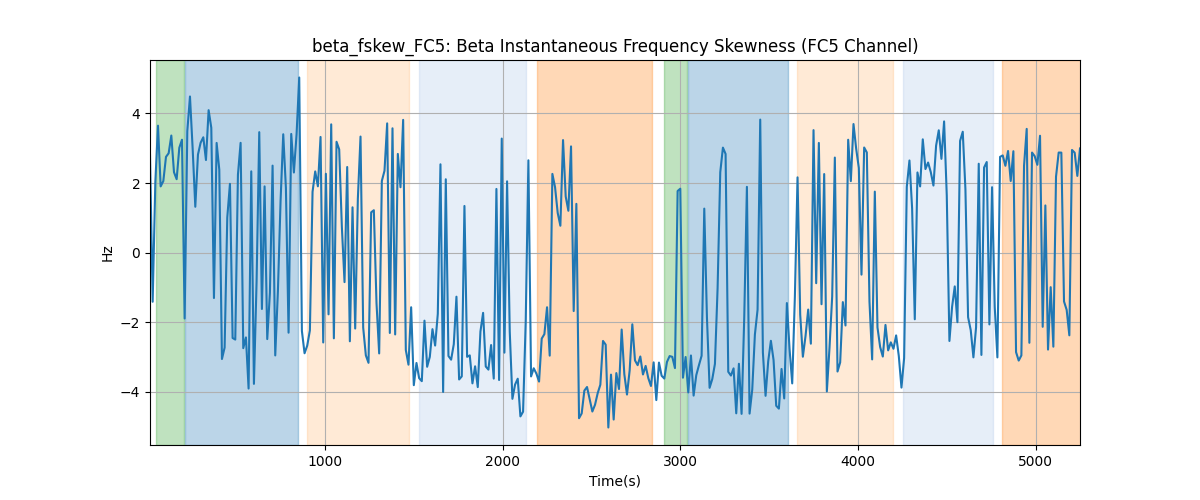 beta_fskew_FC5: Beta Instantaneous Frequency Skewness (FC5 Channel)
Hz
4
2
0
−2
−4
1000 2000 3000 4000 5000
Time(s)